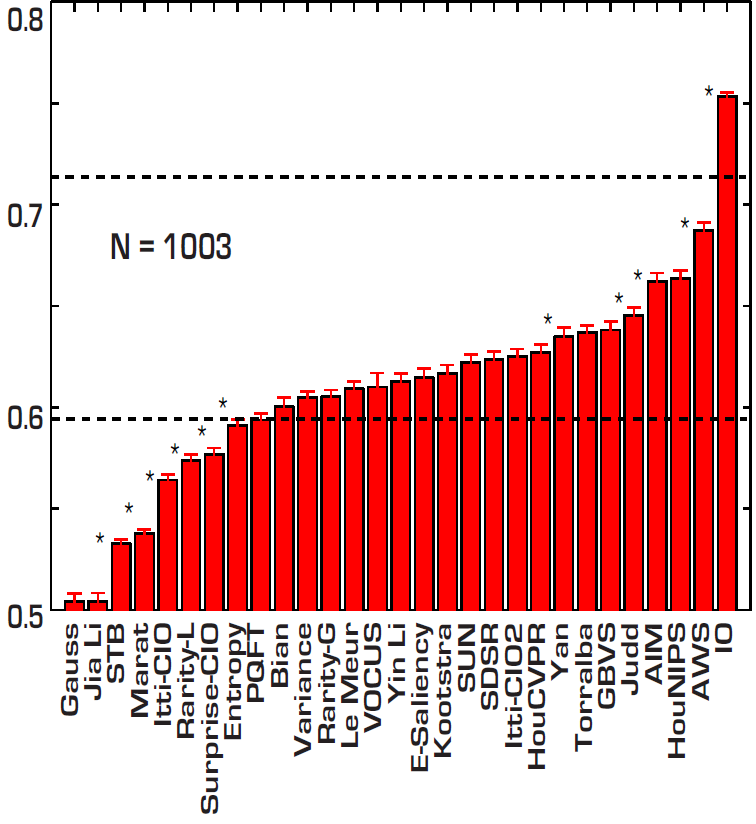 0.8
0.7
0.6
0.5
N = 1003
*
*
*
*
*
*
*
*
*
*
*
*
Gauss
Jia Li
STB
Marat
Itti-CIO
Rarity-L
Surprise-CIO
Entropy
PQFT
Bian
Variance
Rarity-G
Le Meur
VOCUS
Yin Li
E-Saliency
Kootstra
SUN
SDSR
Itti-CIO2
HouCVPR
Yan
Torralba
GBVS
Judd
AIM
HouNIPS
AWS
IO